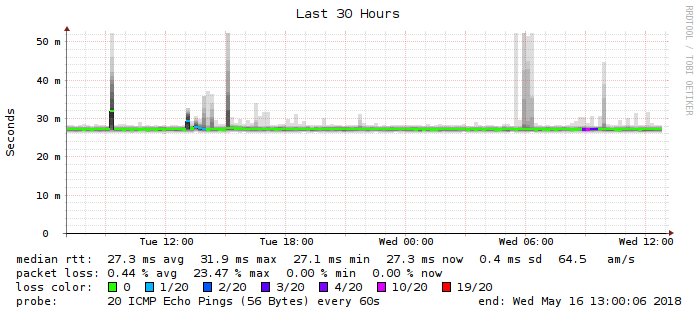 Last 30 Hours
RRDTOOL / TOBI OETIKER
Seconds
50 m
40 m
30 m
20 m
10 m
0
Tue 12:00 Tue 18:00 Wed 00:00 Wed 06:00 Wed 12:00
median rtt: 27.3 ms avg 31.9 ms max 27.1 ms min 27.3 ms now 0.4 ms sd 64.5 am/s
packet loss: 0.44 % avg 23.47 % max 0.00 % min 0.00 % now
loss color: 0 1/20 2/20 3/20 4/20 10/20 19/20
probe: 20 ICMP Echo Pings (56 Bytes) every 60s end: Wed May 16 13:00:06 2018